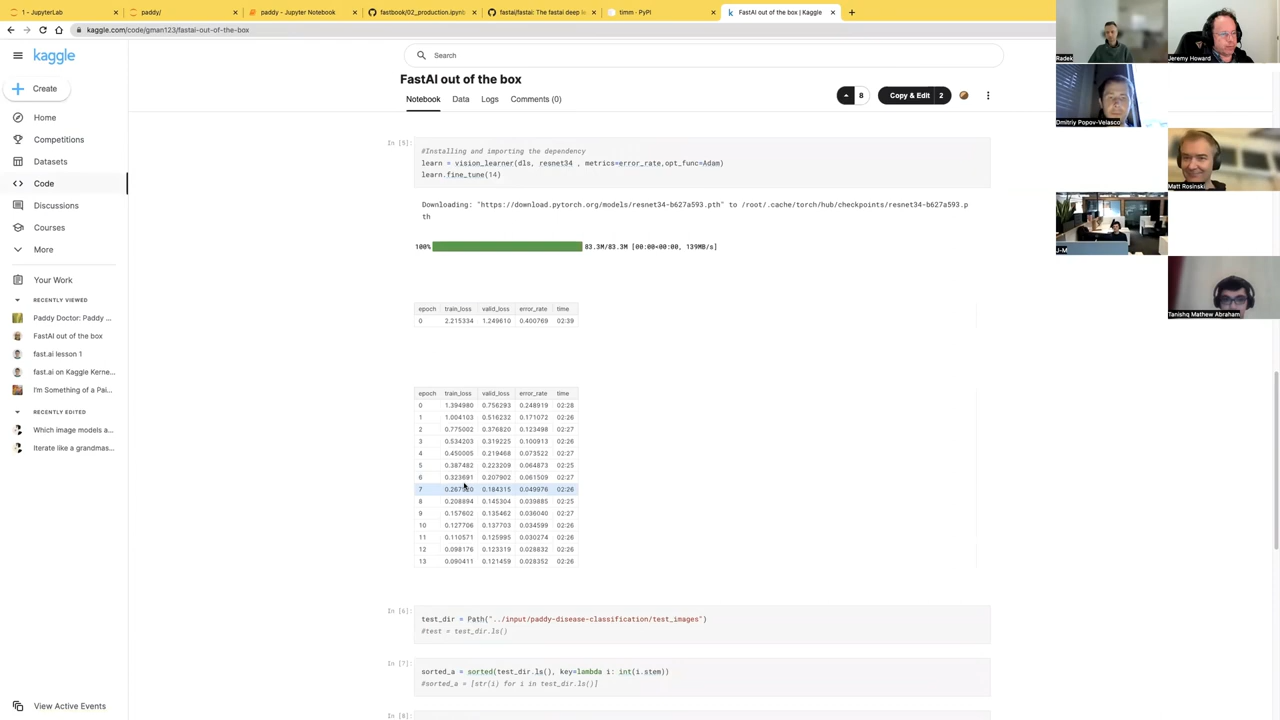 1 - JupyterLab
paddy/
paddy - Jupyter Notebook
fastbook/02_production.ipynb
fastai/fastai: The fastai deep le
timm · PyPI
FastAI out of the box | Kaggle
kaggle.com/code/gman123/fastai-out-of-the-box
kaggle
Search
Create
Home
Competitions
Datasets
Code
Discussions
Courses
More
Your Work
RECENTLY VIEWED
Paddy Doctor: Paddy ...
FastAI out of the box
fast.ai lesson 1
fast.ai on Kaggle Kerne...
I'm Something of a Pai...
RECENTLY EDITED
Which image models a...
Iterate like a grandmas...
View Active Events
FastAI out of the box
Notebook Data Logs Comments (0)
8 Copy & Edit 2
In [5]:
#Installing and importing the dependency
learn = vision_learner(dls, resnet34 , metrics=error_rate,opt_func=Adam)
learn.fine_tune(14)
Downloading: "https://download.pytorch.org/models/resnet34-b627a593.pth" to /root/.cache/torch/hub/checkpoints/resnet34-b627a593.p
th
100% 83.3M/83.3M [00:00<00:00, 139MB/s]
epoch train_loss valid_loss error_rate time
0 2.215334 1.249610 0.400769 02:39
epoch train_loss valid_loss error_rate time
0 1.394980 0.756293 0.248919 02:28
1 1.004103 0.516232 0.171072 02:26
2 0.775002 0.376820 0.123498 02:27
3 0.534203 0.319225 0.100913 02:26
4 0.450005 0.219468 0.073522 02:27
5 0.387482 0.223209 0.064873 02:25
6 0.323691 0.207902 0.061509 02:27
7 0.184315 0.049976 02:26
8 0.208894 0.145304 0.039885 02:25
9 0.157602 0.135462 0.036040 02:27
10 0.127706 0.137703 0.034599 02:26
11 0.110571 0.125995 0.030274 02:26
12 0.098176 0.123319 0.028832 02:26
13 0.090411 0.121459 0.028352 02:26
In [6]:
test_dir = Path("../input/paddy-disease-classification/test_images")
#test = test_dir.ls()
In [7]:
sorted_a = sorted(test_dir.ls(), key=lambda i: int(i.stem))
#sorted_a = [str(i) for i in test_dir.ls()]
In [8]:
Radek
Jeremy Howard
Dmitriy Popov-Velasco
Matt Rosinski
J-M
Tanishq Mathew Abraham